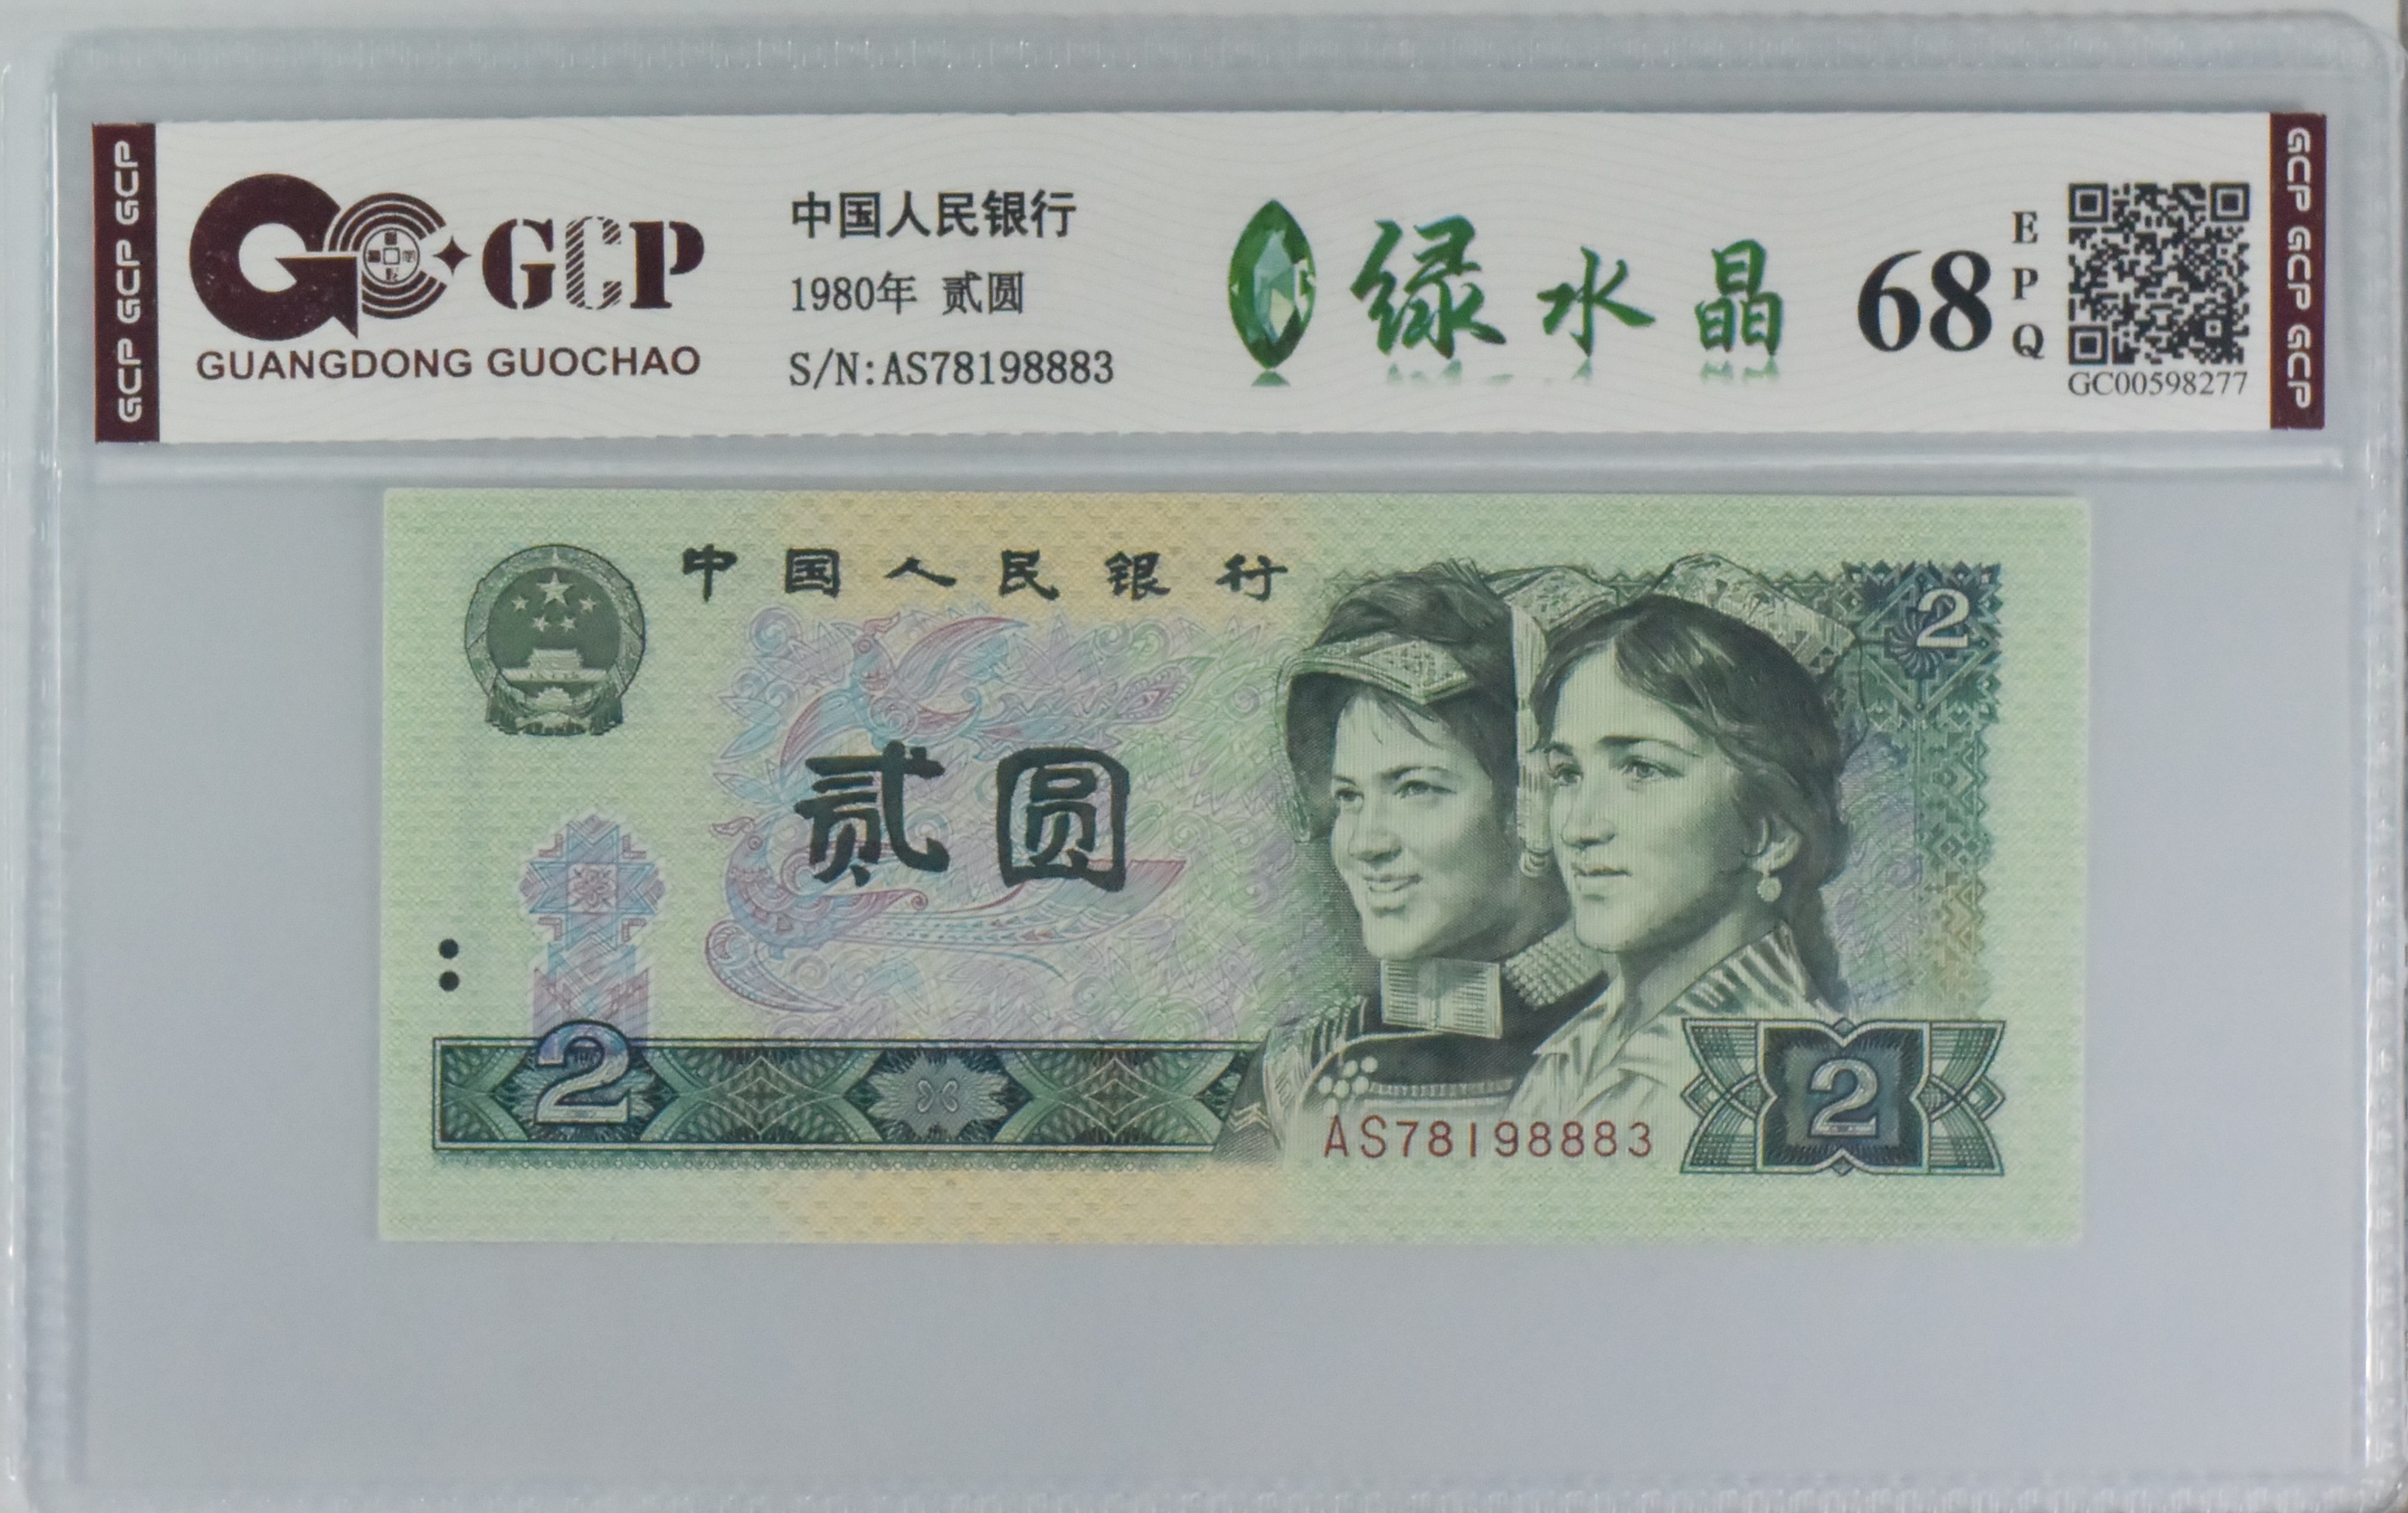 GCP GCP GCP
GCP
GUANGDONG GUOCHAO
中国人民银行
1980年 贰圆
S/N:AS78198883
绿水晶
68
EPQ
GC00598277
GCP GCP GCP
中国人民银行
2
贰圆
2
AS78198883
2